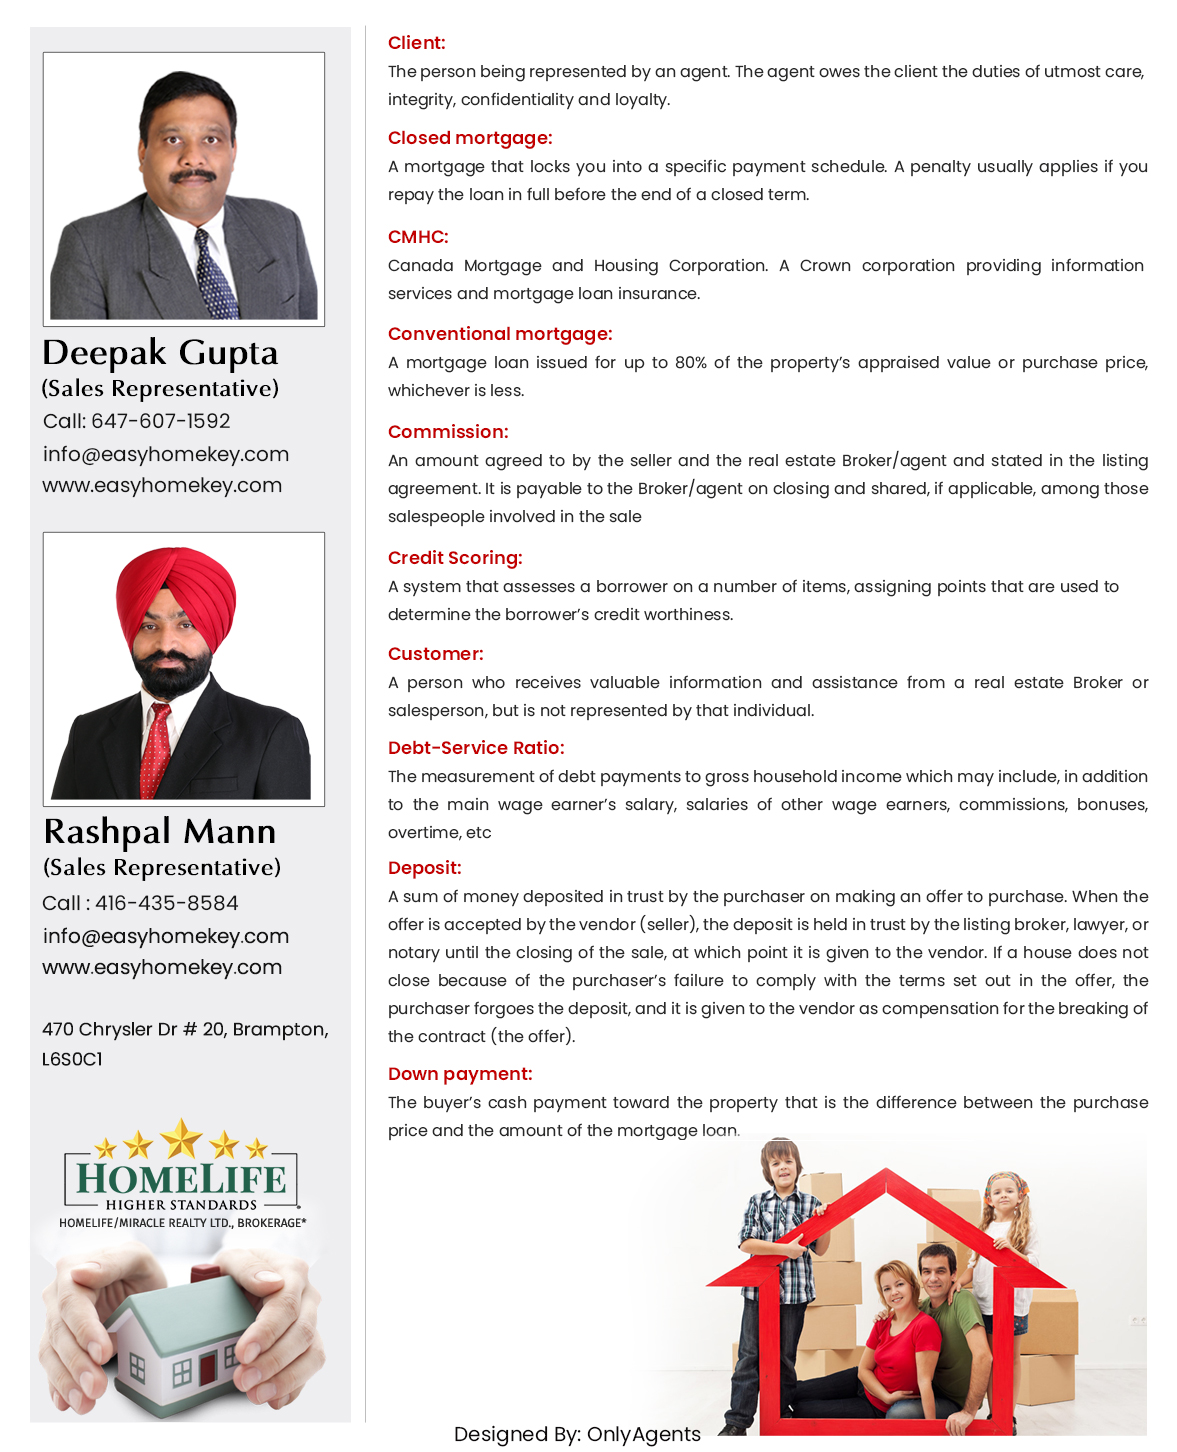 Deepak Gupta
(Sales Representative)
Call: 647-607-1592
info@easyhomekey.com
www.easyhomekey.com
Rashpal Mann
(Sales Representative)
Call : 416-435-8584
info@easyhomekey.com
www.easyhomekey.com
470 Chrysler Dr # 20, Brampton,
L6S0C1
HOMELIFE
HIGHER STANDARDS
HOMELIFE/MIRACLE REALTY LTD., BROKERAGE*
Client:
The person being represented by an agent. The agent owes the client the duties of utmost care,
integrity, confidentiality and loyalty.
Closed mortgage:
A mortgage that locks you into a specific payment schedule. A penalty usually applies if you
repay the loan in full before the end of a closed term.
CMHC:
Canada Mortgage and Housing Corporation. A Crown corporation providing information
services and mortgage loan insurance.
Conventional mortgage:
A mortgage loan issued for up to 80% of the property’s appraised value or purchase price,
whichever is less.
Commission:
An amount agreed to by the seller and the real estate Broker/agent and stated in the listing
agreement. It is payable to the Broker/agent on closing and shared, if applicable, among those
salespeople involved in the sale
Credit Scoring:
A system that assesses a borrower on a number of items, assigning points that are used to
determine the borrower’s credit worthiness.
Customer:
A person who receives valuable information and assistance from a real estate Broker or
salesperson, but is not represented by that individual.
Debt-Service Ratio:
The measurement of debt payments to gross household income which may include, in addition
to the main wage earner’s salary, salaries of other wage earners, commissions, bonuses,
overtime, etc
Deposit:
A sum of money deposited in trust by the purchaser on making an offer to purchase. When the
offer is accepted by the vendor (seller), the deposit is held in trust by the listing broker, lawyer, or
notary until the closing of the sale, at which point it is given to the vendor. If a house does not
close because of the purchaser’s failure to comply with the terms set out in the offer, the
purchaser forgoes the deposit, and it is given to the vendor as compensation for the breaking of
the contract (the offer).
Down payment:
The buyer’s cash payment toward the property that is the difference between the purchase
price and the amount of the mortgage loan.
Designed By: OnlyAgents